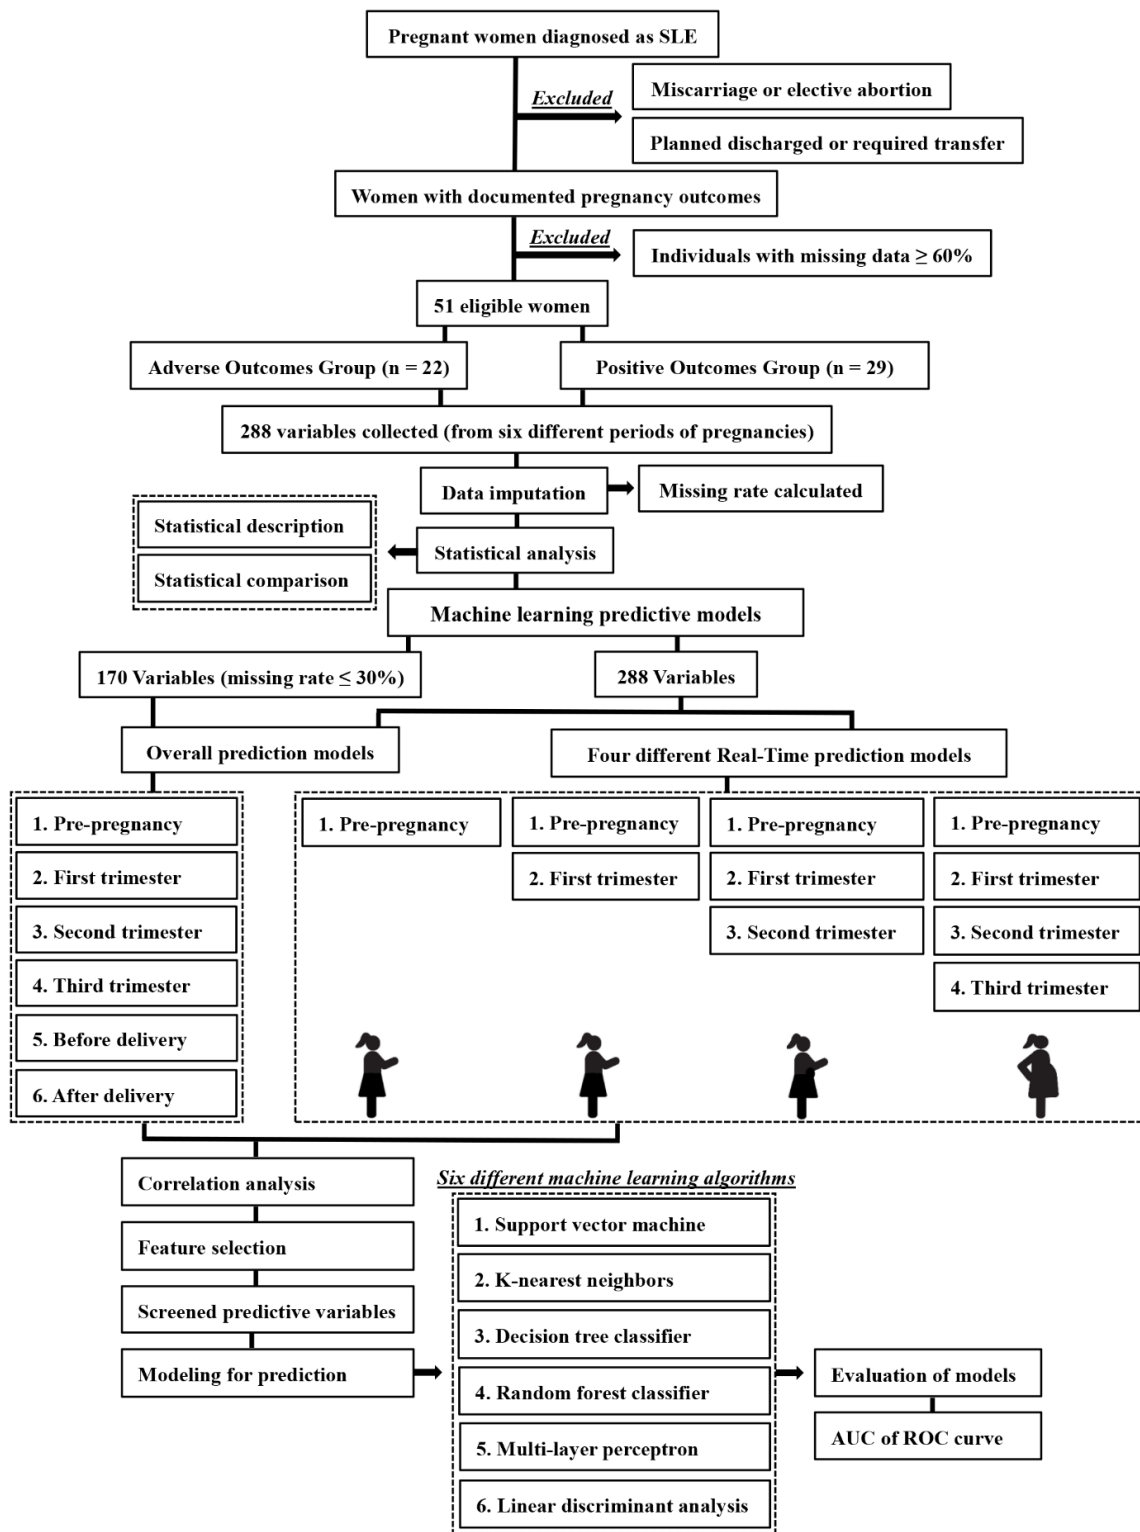 Pregnant women diagnosed as SLE
Excluded
Miscarriage or elective abortion
Planned discharged or required transfer
Women with documented pregnancy outcomes
Excluded
Individuals with missing data ≥ 60%
51 eligible women
Adverse Outcomes Group (n = 22)
Positive Outcomes Group (n = 29)
288 variables collected (from six different periods of pregnancies)
Data imputation
Missing rate calculated
Statistical description
Statistical analysis
Statistical comparison
Machine learning predictive models
170 Variables (missing rate ≤ 30%)
288 Variables
Overall prediction models
Four different Real-Time prediction models
1. Pre-pregnancy
2. First trimester
3. Second trimester
4. Third trimester
5. Before delivery
6. After delivery
1. Pre-pregnancy
1. Pre-pregnancy
2. First trimester
1. Pre-pregnancy
2. First trimester
3. Second trimester
1. Pre-pregnancy
2. First trimester
3. Second trimester
4. Third trimester
Correlation analysis
Feature selection
Screened predictive variables
Modeling for prediction
Six different machine learning algorithms
1. Support vector machine
2. K-nearest neighbors
3. Decision tree classifier
4. Random forest classifier
5. Multi-layer perceptron
6. Linear discriminant analysis
Evaluation of models
AUC of ROC curve